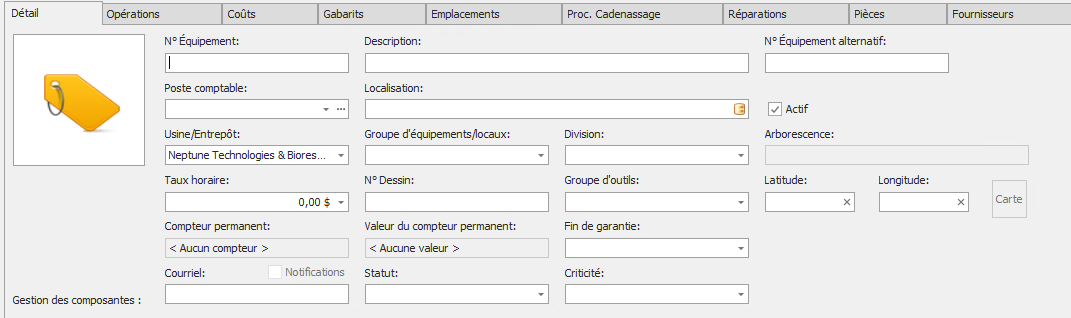 Détail Opérations Coûts Gabarits Emplacements Proc. Cadenassage Réparations Pièces Fournisseurs
N° Équipement: Description: N° Équipement alternatif:
Poste comptable: Localisation:
Actif
Usine/Entrepôt: Groupe d'équipements/locaux: Division: Arborescence:
Neptune Technologies & Biores...
Taux horaire: N° Dessin: Groupe d'outils: Latitude: Longitude:
0,00 $ Carte
Compteur permanent: Valeur du compteur permanent: Fin de garantie:
< Aucun compteur > < Aucune valeur >
Courriel: Notifications Statut: Criticité:
Gestion des composantes :